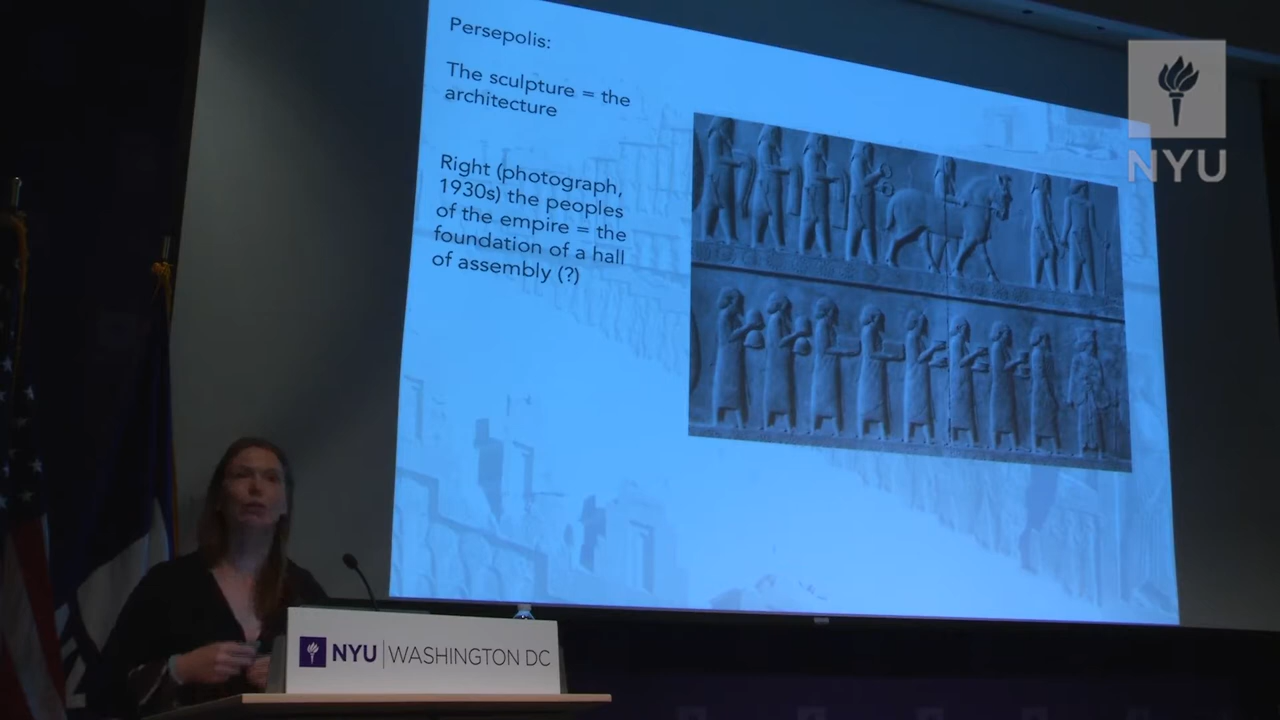 Persepolis:
The sculpture = the
architecture
Right (photograph,
1930s) the peoples
of the empire = the
foundation of a hall
of assembly (?)
NYU
NYU | WASHINGTON DC